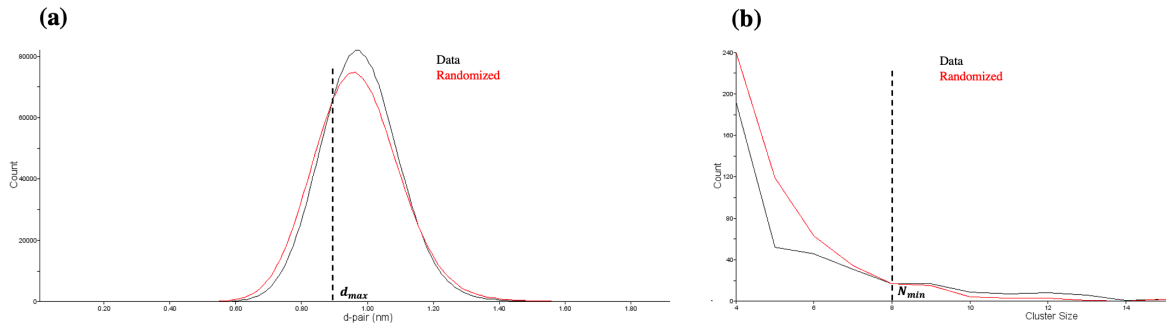 (a)
Data
Randomized
80000
60000
40000
20000
0
Count
0.20
0.40
0.60
0.80
1.00
1.20
1.40
1.60
1.80
d_max
d-pair (nm)
(b)
Data
Randomized
240
200
160
120
80
40
0
Count
4
6
8
10
12
14
N_min
Cluster Size